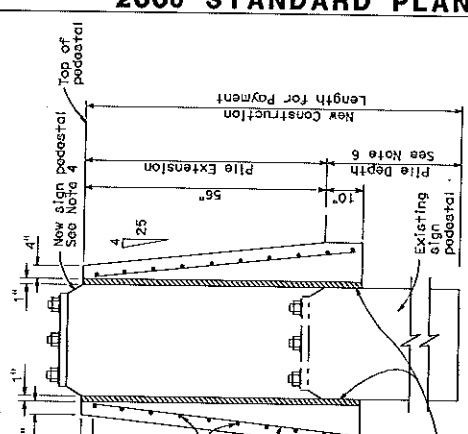 2006 STANDARD PLAN
Top of
pedestal
New sign pedestal
See Note 4
Length for Payment
New Construction
Pile Extension
Pile Depth
See Note 6
56"
10"
4
25
4"
1"
1"
Existing
sign
pedestal